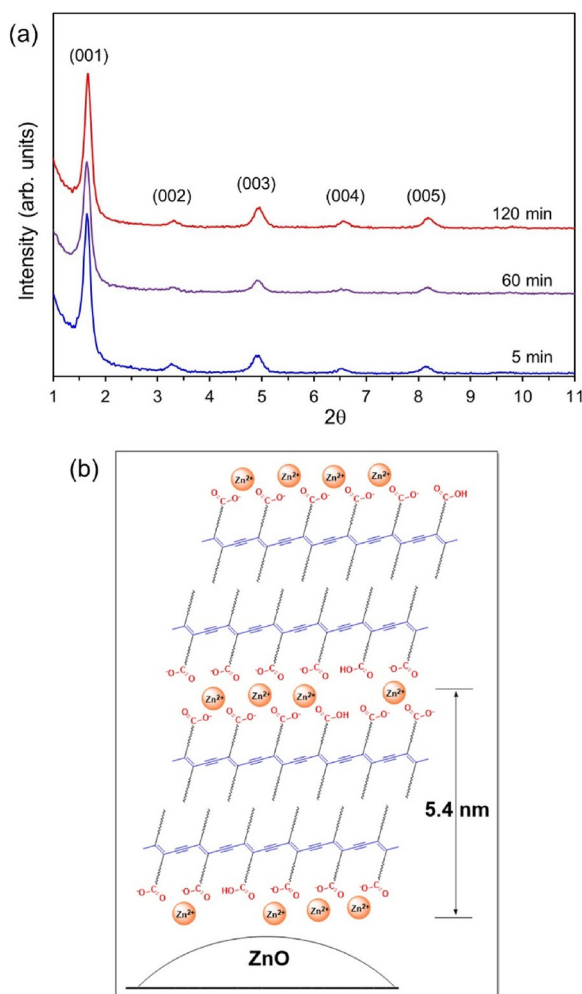 (a)
(001)
(002)
(003)
(004)
(005)
120 min
60 min
5 min
Intensity (arb. units)
1 2 3 4 5 6 7 8 9 10 11
2θ
(b)
Zn²⁺ Zn²⁺ Zn²⁺ Zn²⁺
O C-O⁻ O C-O⁻ O C-O⁻ O C-O⁻ O C-O⁻ O C-OH
⁻O-C O ⁻O-C O ⁻O-C O ⁻O-C O HO-C O ⁻O-C O
Zn²⁺ Zn²⁺ Zn²⁺ Zn²⁺
O C-O⁻ O C-O⁻ O C-O⁻ O C-OH O C-O⁻ O C-O⁻
5.4 nm
⁻O-C O ⁻O-C O HO-C O ⁻O-C O ⁻O-C O ⁻O-C O
Zn²⁺ Zn²⁺ Zn²⁺ Zn²⁺
ZnO